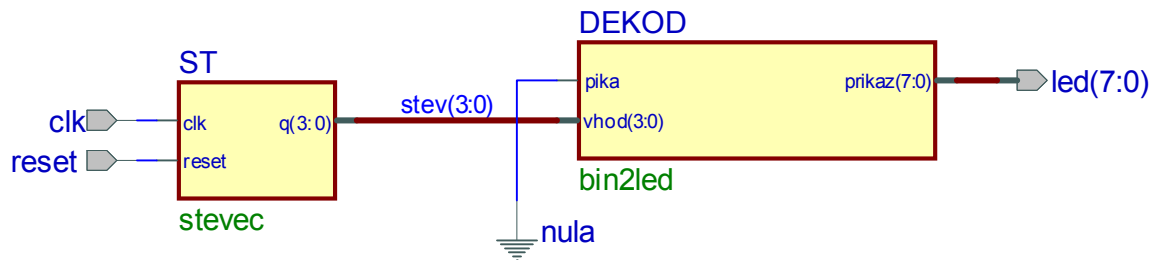 DEKOD
ST
pika
prikaz(7:0)
led(7:0)
stev(3:0)
clk
clk
q(3: 0)
vhod(3:0)
reset
reset
bin2led
stevec
nula